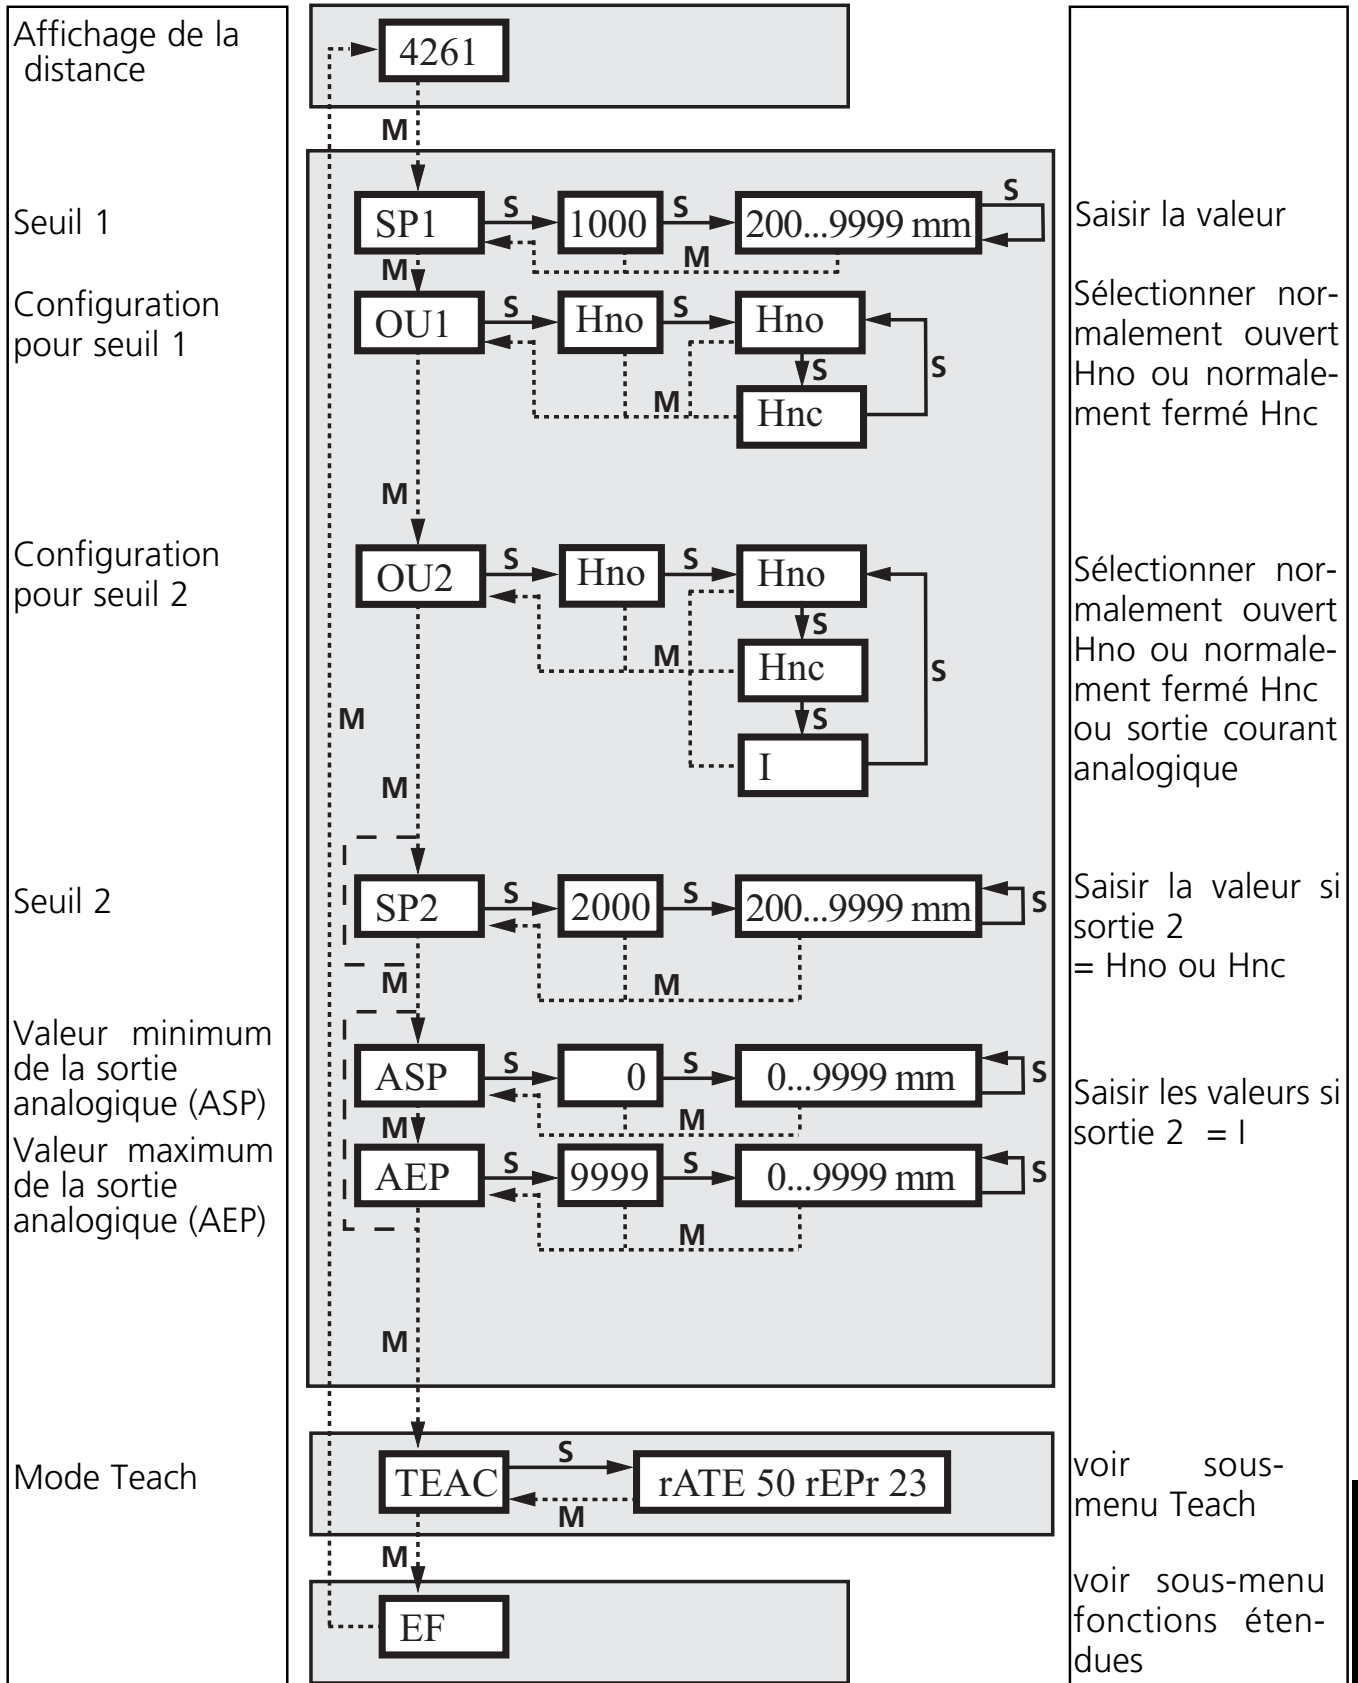 Affichage de la
distance
4261
M
SP1
S
1000
S
200...9999 mm
S
M
Seuil 1
Saisir la valeur
M
Configuration
pour seuil 1
OU1
S
Hno
S
Hno
S
Hnc
S
M
Sélectionner nor-
malement ouvert
Hno ou normale-
ment fermé Hnc
M
Configuration
pour seuil 2
OU2
S
Hno
S
Hno
S
Hnc
S
I
S
M
Sélectionner nor-
malement ouvert
Hno ou normale-
ment fermé Hnc
ou sortie courant
analogique
M
M
Seuil 2
SP2
S
2000
S
200...9999 mm
S
M
Saisir la valeur si
sortie 2
= Hno ou Hnc
M
Valeur minimum
de la sortie
analogique (ASP)
ASP
S
0
S
0...9999 mm
S
M
Saisir les valeurs si
sortie 2 = I
M
Valeur maximum
de la sortie
analogique (AEP)
AEP
S
9999
S
0...9999 mm
S
M
M
Mode Teach
TEAC
S
rATE 50 rEPr 23
M
voir sous-
menu Teach
M
EF
voir sous-menu
fonctions éten-
dues